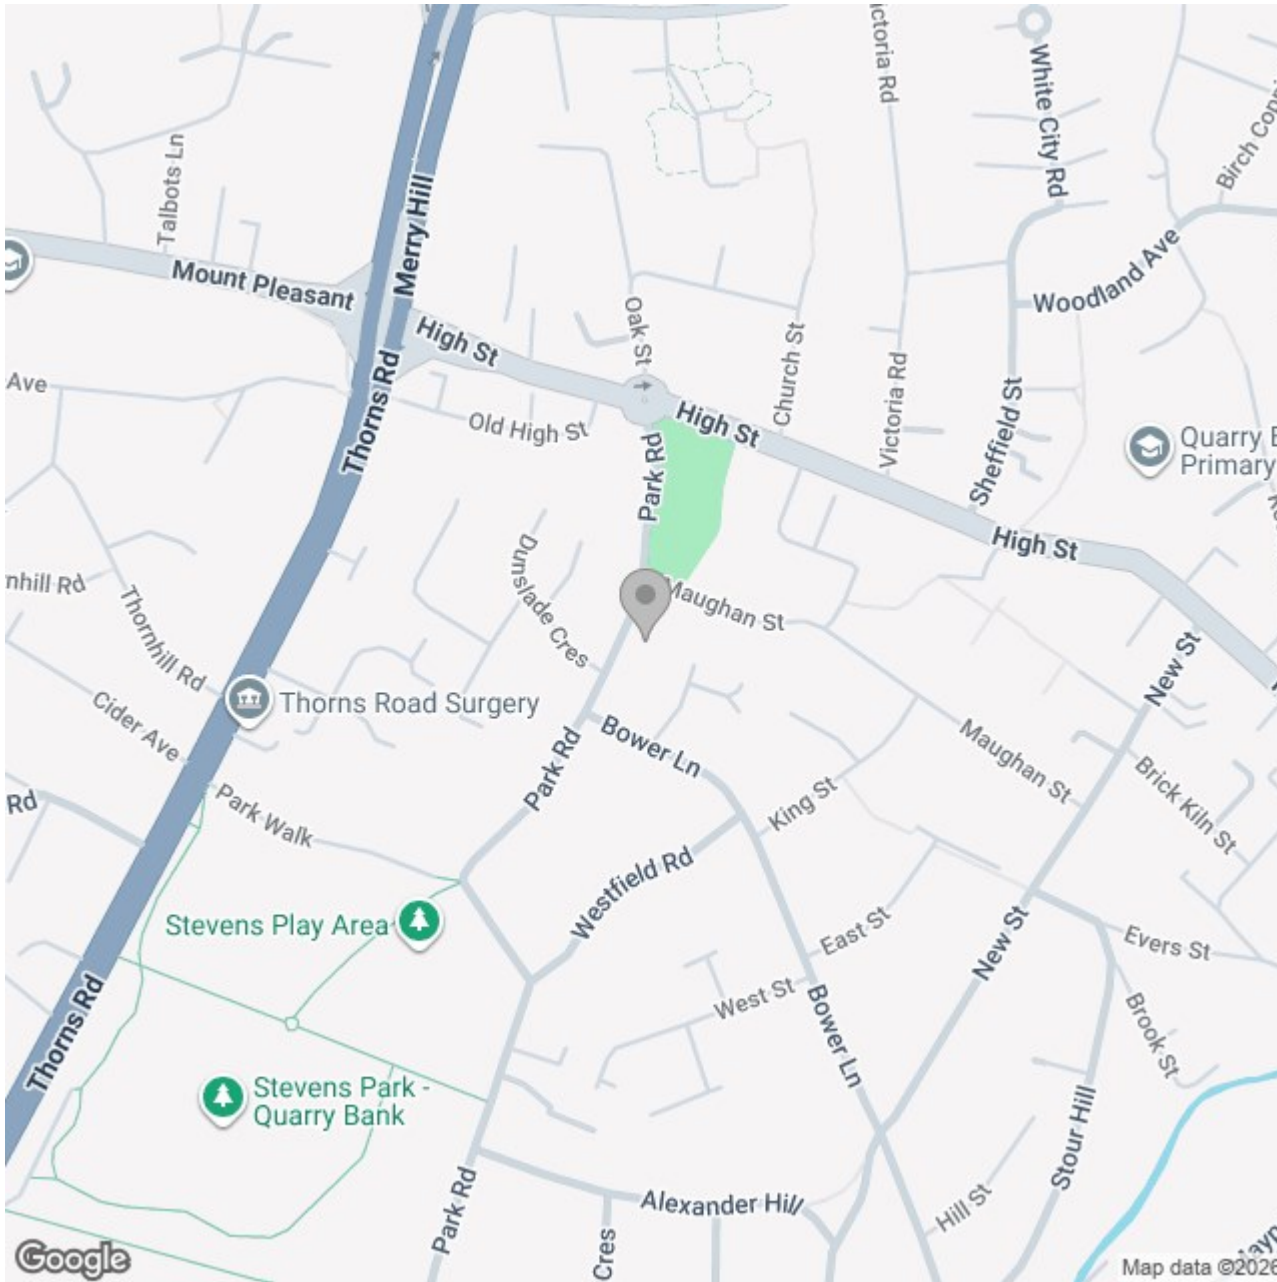 ictoria Rd
White City Rd
Talbots Ln
Merry Hill
Mount Pleasant
Woodland Ave
Oak St
High St
Church St
Ave
Thorns Rd
Old High St
Park Rd
High St
Victoria Rd
Sheffield St
Quarry
Primary
High St
Dunslade Cres
nhill Rd
Thornhill Rd
Maughan St
New St
Cider Ave
Thorns Road Surgery
Bower Ln
Maughan St
Park Rd
Brick Kiln St
Rd
Park Walk
King St
Westfield Rd
Stevens Play Area
East St
New St
Evers St
West St
Thorns Rd
Bower Ln
Brook St
Stevens Park -
Quarry Bank
Stour Hill
Park Rd
Alexander Hill
Hill St
Cres
Google
Map data ©2026